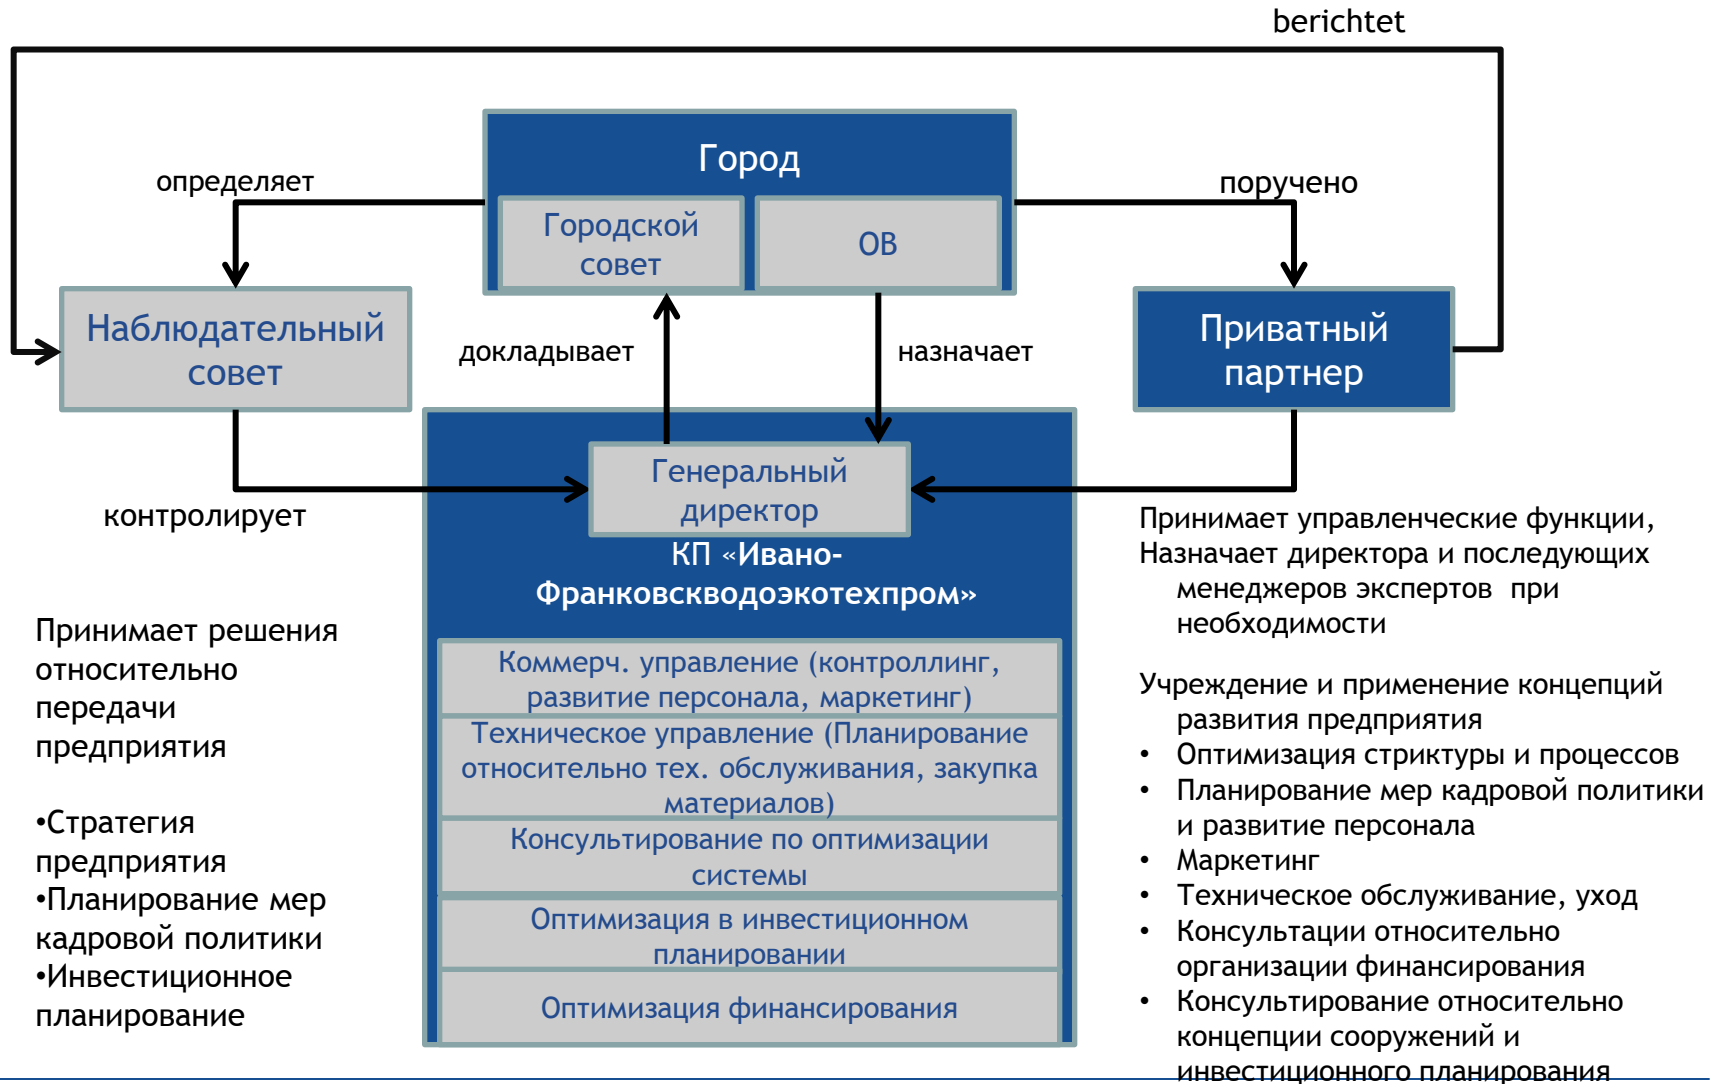 berichtet
Город
определяет
поручено
Городской
совет
ОВ
Наблюдательный
совет
Приватный
партнер
докладывает
назначает
Генеральный
директор
контролирует
КП «Ивано-
Франковскводоэкотехпром»
Коммерч. управление (контроллинг,
развитие персонала, маркетинг)
Техническое управление (Планирование
относительно тех. обслуживания, закупка
материалов)
Консультирование по оптимизации
системы
Оптимизация в инвестиционном
планировании
Оптимизация финансирования
Принимает решения
относительно
передачи
предприятия
•Стратегия
предприятия
•Планирование мер
кадровой политики
•Инвестиционное
планирование
Принимает управленческие функции,
Назначает директора и последующих
менеджеров экспертов при
необходимости
Учреждение и применение концепций
развития предприятия
• Оптимизация стриктуры и процессов
• Планирование мер кадровой политики
и развитие персонала
• Маркетинг
• Техническое обслуживание, уход
• Консультации относительно
организации финансирования
• Консультирование относительно
концепции сооружений и
инвестиционного планирования